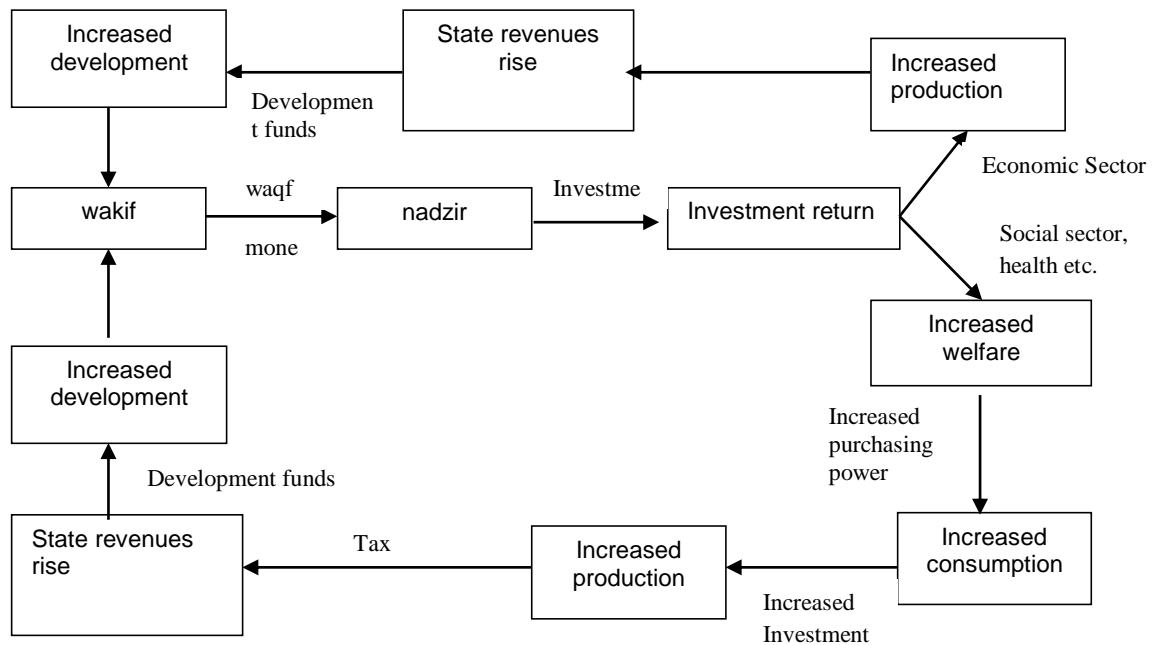 Increased
development
State revenues
rise
Increased
production
Developmen
t funds
Economic Sector
wakif
waqf
mone
nadzir
Investme
Investment return
Social sector,
health etc.
Increased
welfare
Increased
development
Increased
purchasing
power
Development funds
State revenues
rise
Tax
Increased
production
Increased
consumption
Increased
Investment